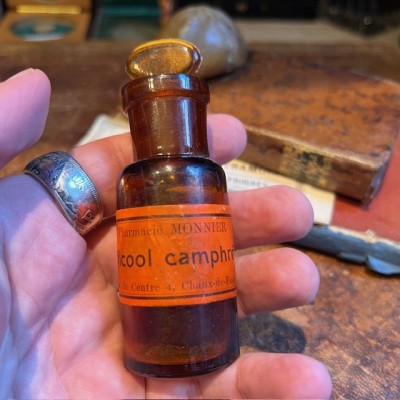 Pharmacie MONNIER
lcool camphr
Centre 4, Chaux-de-Fo